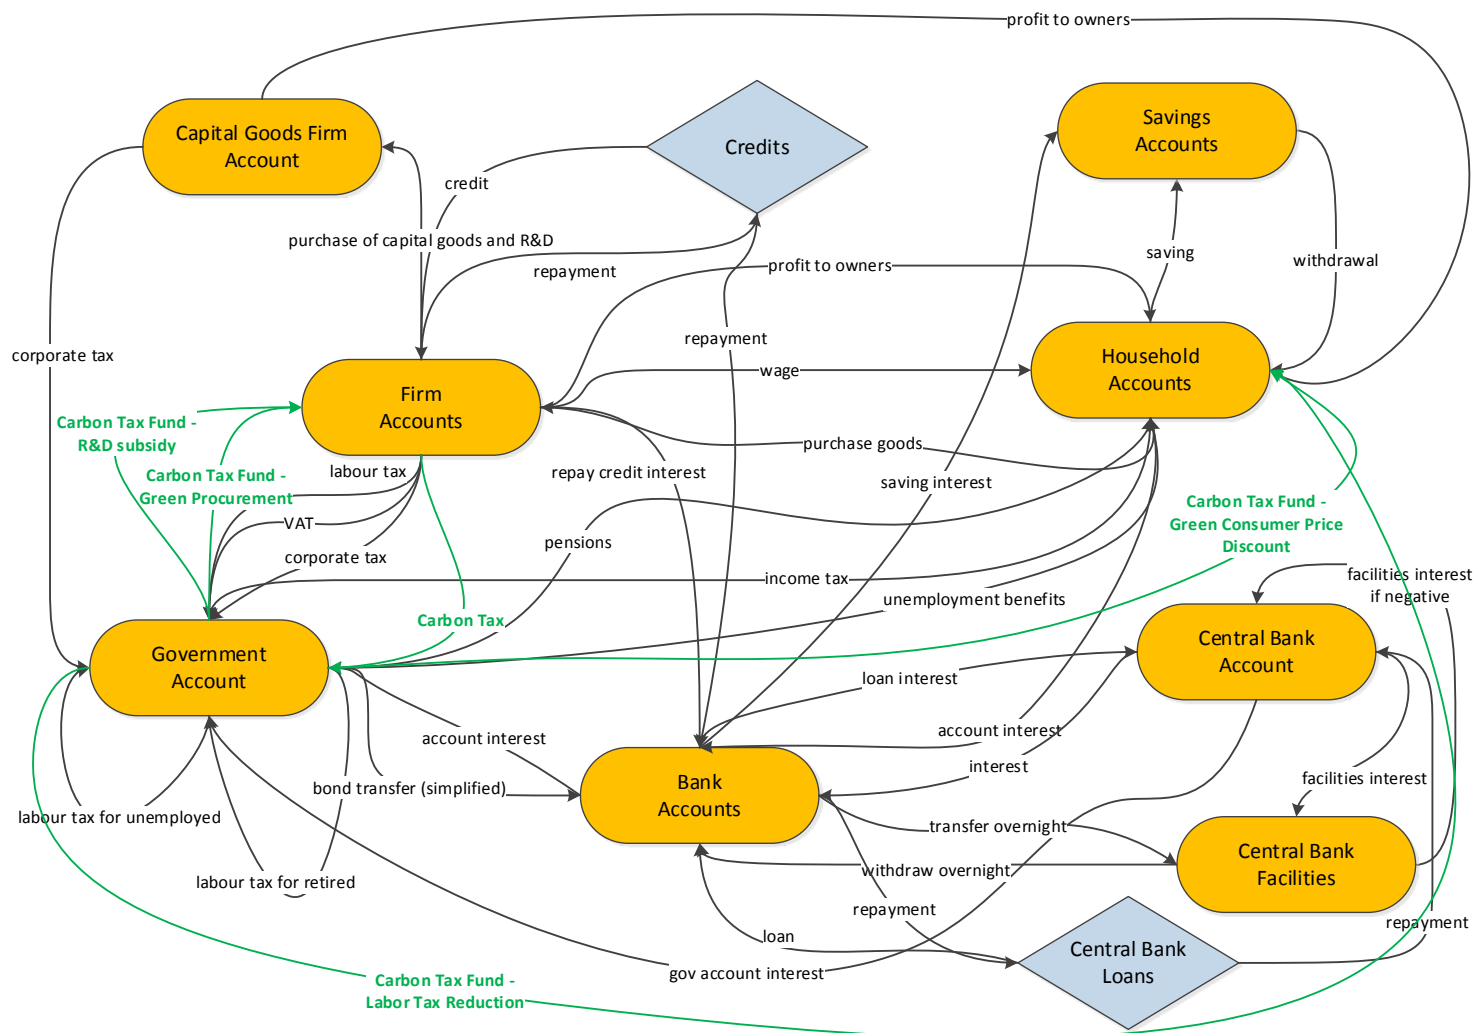 profit to owners
Capital Goods Firm
Account
Credits
Savings
Accounts
credit
purchase of capital goods and R&D
repayment
profit to owners
saving
withdrawal
corporate tax
repayment
Household
Accounts
wage
Firm
Accounts
Carbon Tax Fund -
R&D subsidy
labour tax
Carbon Tax Fund -
Green Procurement
purchase goods
repay credit interest
saving interest
VAT
pensions
Carbon Tax Fund -
Green Consumer Price
Discount
corporate tax
income tax
facilities interest
if negative
unemployment benefits
Carbon Tax
Government
Account
Central Bank
Account
loan interest
account interest
account interest
interest
bond transfer (simplified)
Bank
Accounts
facilities interest
labour tax for unemployed
transfer overnight
Central Bank
Facilities
withdraw overnight
labour tax for retired
repayment
repayment
loan
Central Bank
Loans
gov account interest
Carbon Tax Fund -
Labor Tax Reduction